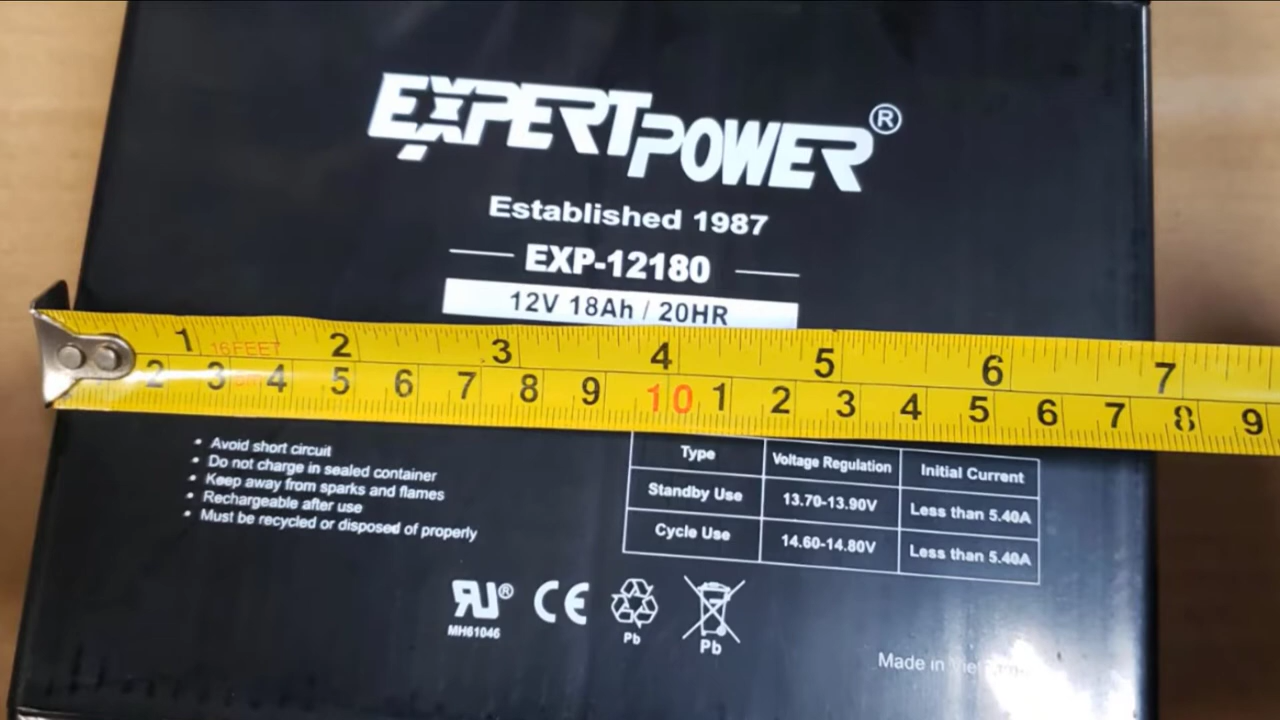 EXPERTPOWER®
Established 1987
EXP-12180
12V 18Ah / 20HR
1 16FEET 2 3 4 5 6 7
2 3 4 5 6 7 8 9 10 1 2 3 4 5 6 7 8 9
• Avoid short circuit
• Do not charge in sealed container
• Keep away from sparks and flames
• Rechargeable after use
• Must be recycled or disposed of properly
Type Voltage Regulation Initial Current
Standby Use 13.70-13.90V Less than 5.40A
Cycle Use 14.60-14.80V Less than 5.40A
MH61046
CE
Pb
Pb
Made in